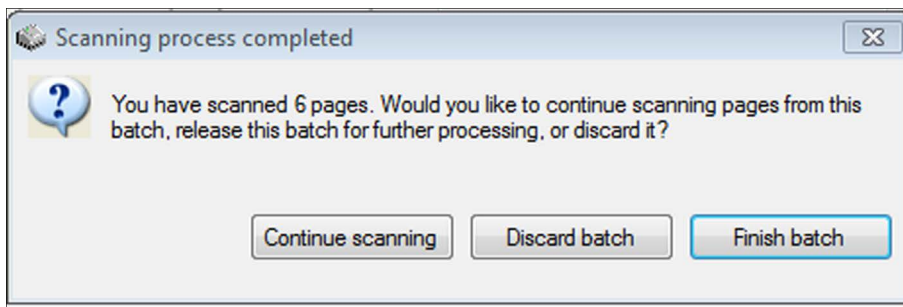 Scanning process completed
You have scanned 6 pages. Would you like to continue scanning pages from this
batch, release this batch for further processing, or discard it?
Continue scanning Discard batch Finish batch